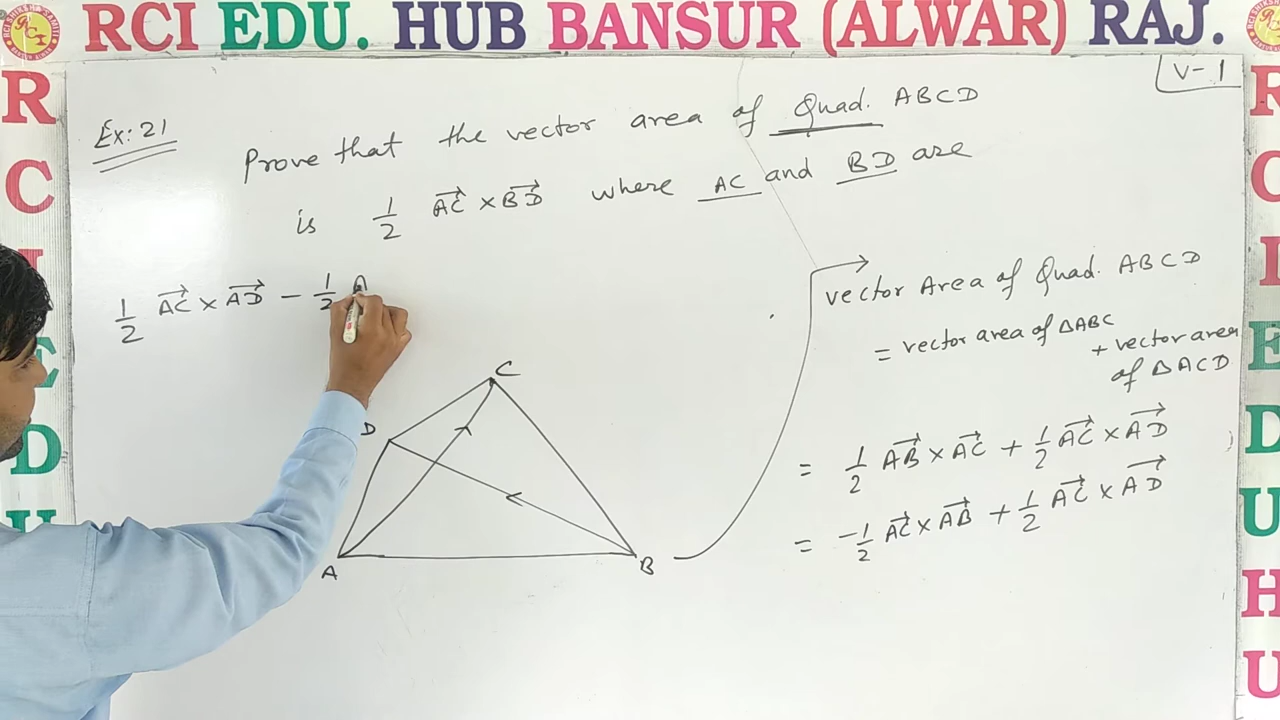 RCI EDU. HUB BANSUR (ALWAR) RAJ.
V-1
Ex: 21
Prove that the vector area of Quad. ABCD
is 1/2 AC⃗ × BD⃗ where AC and BD are
1/2 AC⃗ × AD⃗ - 1/2 A
C
D
A
B
Vector Area of Quad. ABCD
= vector area of ΔABC
+ vector area
of ΔACD
= 1/2 AB⃗ × AC⃗ + 1/2 AC⃗ × AD⃗
= -1/2 AC⃗ × AB⃗ + 1/2 AC⃗ × AD⃗
R
C
I
E
D
U
R
C
I
E
D
U
H
U